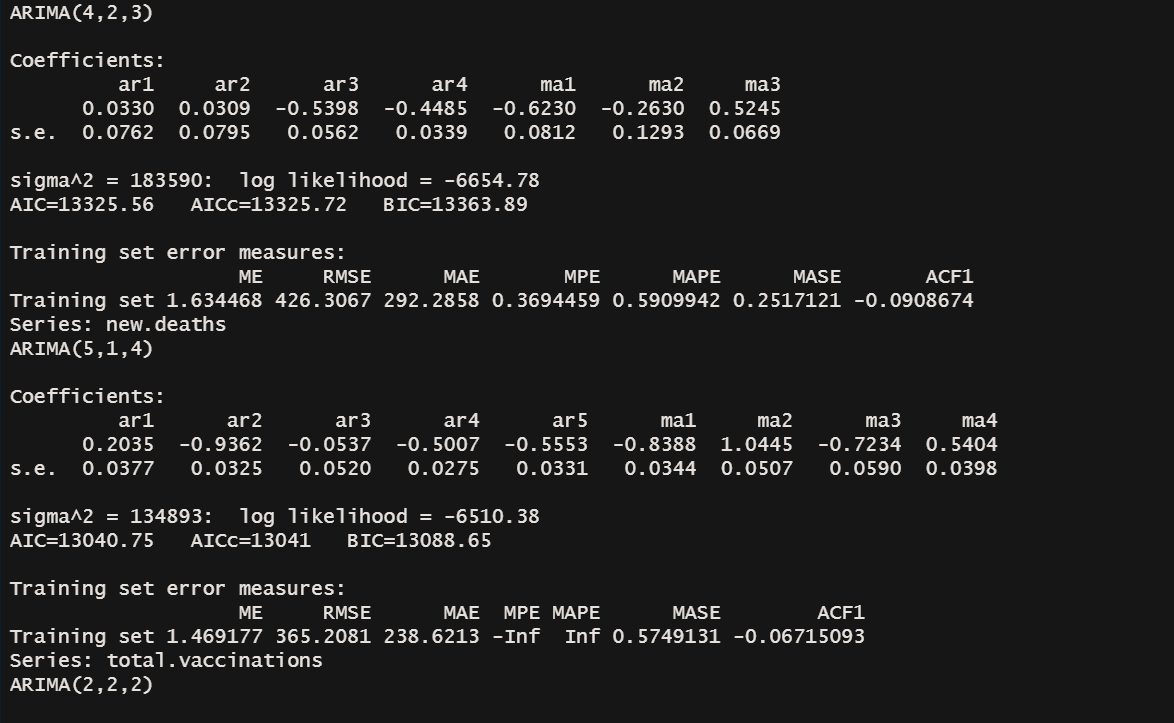 ARIMA(4,2,3)
Coefficients:
ar1 ar2 ar3 ar4 ma1 ma2 ma3
0.0330 0.0309 -0.5398 -0.4485 -0.6230 -0.2630 0.5245
s.e. 0.0762 0.0795 0.0562 0.0339 0.0812 0.1293 0.0669
sigma^2 = 183590: log likelihood = -6654.78
AIC=13325.56 AICc=13325.72 BIC=13363.89
Training set error measures:
ME RMSE MAE MPE MAPE MASE ACF1
Training set 1.634468 426.3067 292.2858 0.3694459 0.5909942 0.2517121 -0.0908674
Series: new.deaths
ARIMA(5,1,4)
Coefficients:
ar1 ar2 ar3 ar4 ar5 ma1 ma2 ma3 ma4
0.2035 -0.9362 -0.0537 -0.5007 -0.5553 -0.8388 1.0445 -0.7234 0.5404
s.e. 0.0377 0.0325 0.0520 0.0275 0.0331 0.0344 0.0507 0.0590 0.0398
sigma^2 = 134893: log likelihood = -6510.38
AIC=13040.75 AICc=13041 BIC=13088.65
Training set error measures:
ME RMSE MAE MPE MAPE MASE ACF1
Training set 1.469177 365.2081 238.6213 -Inf Inf 0.5749131 -0.06715093
Series: total.vaccinations
ARIMA(2,2,2)